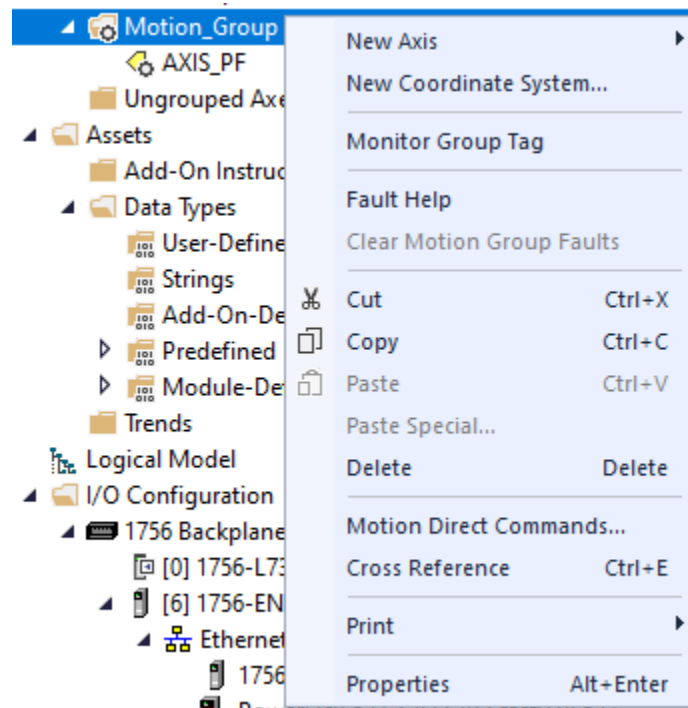 Motion_Group
AXIS_PF
Ungrouped Axe
Assets
Add-On Instruc
Data Types
User-Define
Strings
Add-On-De
Predefined
Module-De
Trends
Logical Model
I/O Configuration
1756 Backplane
[0] 1756-L73
[6] 1756-EN
Ethernet
1756
New Axis
New Coordinate System...
Monitor Group Tag
Fault Help
Clear Motion Group Faults
Cut Ctrl+X
Copy Ctrl+C
Paste Ctrl+V
Paste Special...
Delete Delete
Motion Direct Commands...
Cross Reference Ctrl+E
Print
Properties Alt+Enter